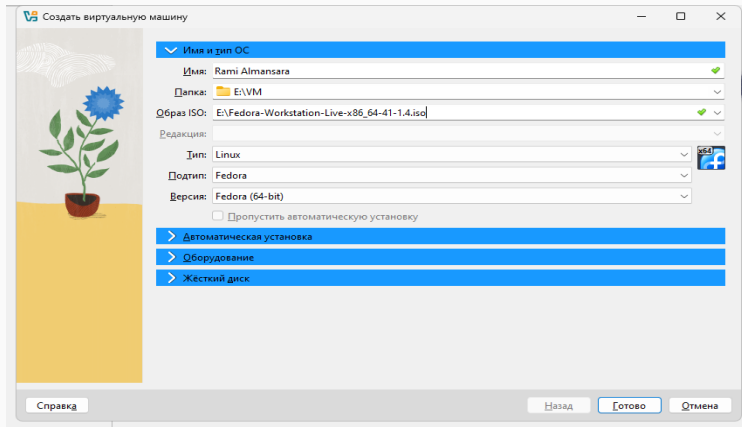 Создать виртуальную машину
Имя и тип ОС
Имя: Rami Almansara
Папка: E:\VM
Образ ISO: E:\Fedora-Workstation-Live-x86_64-41-1.4.iso
Редакция:
Тип: Linux
x64
Подтип: Fedora
Версия: Fedora (64-bit)
Пропустить автоматическую установку
Автоматическая установка
Оборудование
Жёсткий диск
Справка Назад Готово Отмена